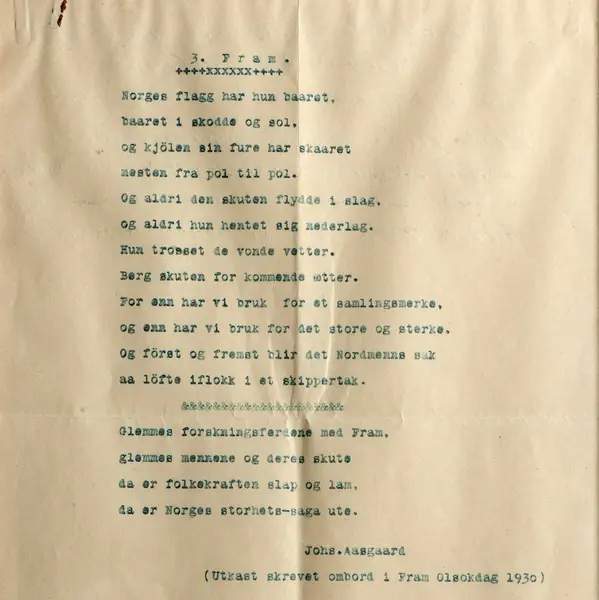 3. Fram.
++++XXXXXX++++
Norges flagg har hun baaret,
baaret i skodde og sol,
og kjölen sin fure har skaaret
nesten fra pol til pol.
Og aldri den skuten flydde i slag,
og aldri hun hentet sig nederlag.
Hun trosset de vonde vetter.
Berg skuten for kommende ætter.
For enn har vi bruk for et samlingsmerke,
og enn har vi bruk for det store og sterke.
Og först og fremst blir det Nordmenns sak
aa löfte iflokk i et skippertak.
&&&&&&&&&&&&&&&&&&&&&
Glemmes forskningsferdene med Fram,
glemmes mennene og deres skute
da er folkekraften slap og lam,
da er Norges storhets-saga ute.
Johs.Aasgaard
(Utkast skrevet ombord i Fram Olsokdag 1930)